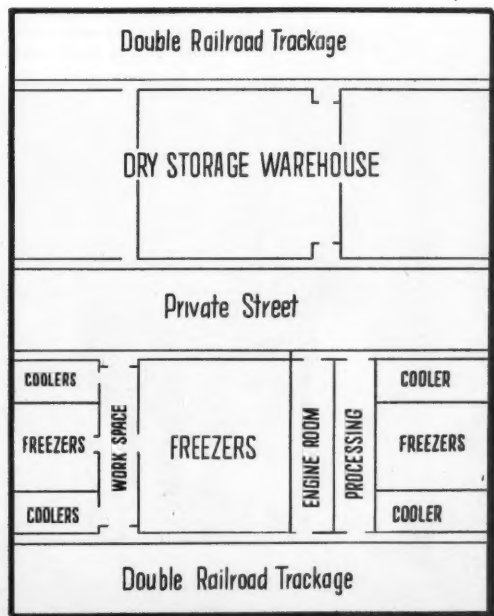 Double Railroad Trackage
DRY STORAGE WAREHOUSE
Private Street
COOLERS
FREEZERS
COOLERS
WORK SPACE
FREEZERS
ENGINE ROOM
PROCESSING
COOLER
FREEZERS
COOLER
Double Railroad Trackage